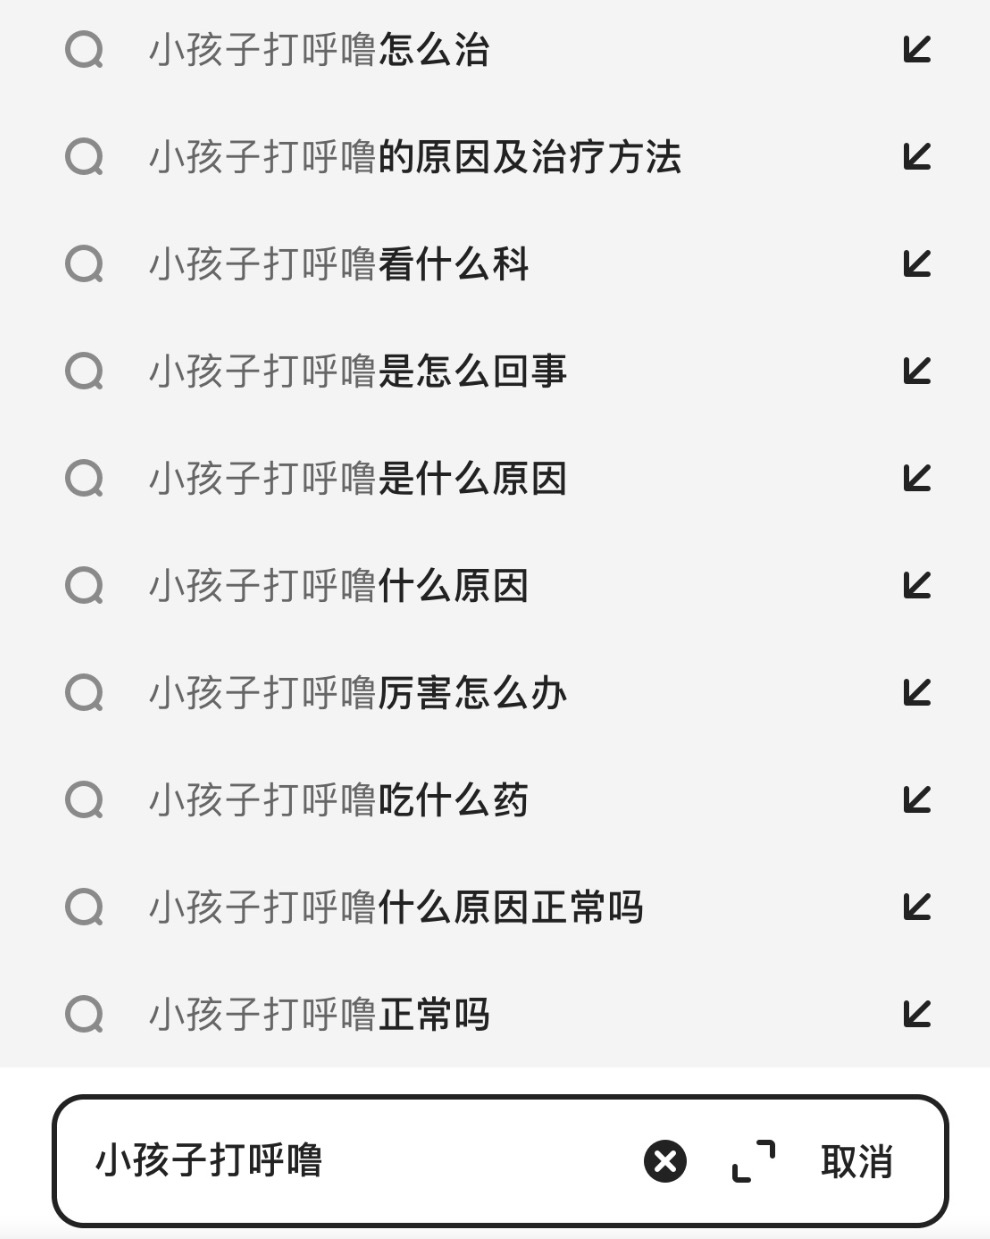 小孩子打呼噜怎么治
小孩子打呼噜的原因及治疗方法
小孩子打呼噜看什么科
小孩子打呼噜是怎么回事
小孩子打呼噜是什么原因
小孩子打呼噜什么原因
小孩子打呼噜厉害怎么办
小孩子打呼噜吃什么药
小孩子打呼噜什么原因正常吗
小孩子打呼噜正常吗
小孩子打呼噜 取消